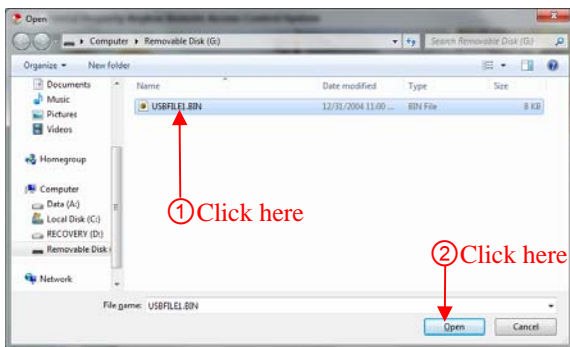 Open
Computer ▸ Removable Disk (G:)
Search Removable Disk (G:)
Organize New folder
Name Date modified Type Size
Documents
Music
Pictures
Videos
Homegroup
Computer
Data (A:)
Local Disk (C:)
RECOVERY (D:)
Removable Disk
Network
USBFILE1.BIN 12/31/2004 11:00 ... BIN File 8 KB
①Click here
②Click here
File name: USBFILE1.BIN
Open Cancel